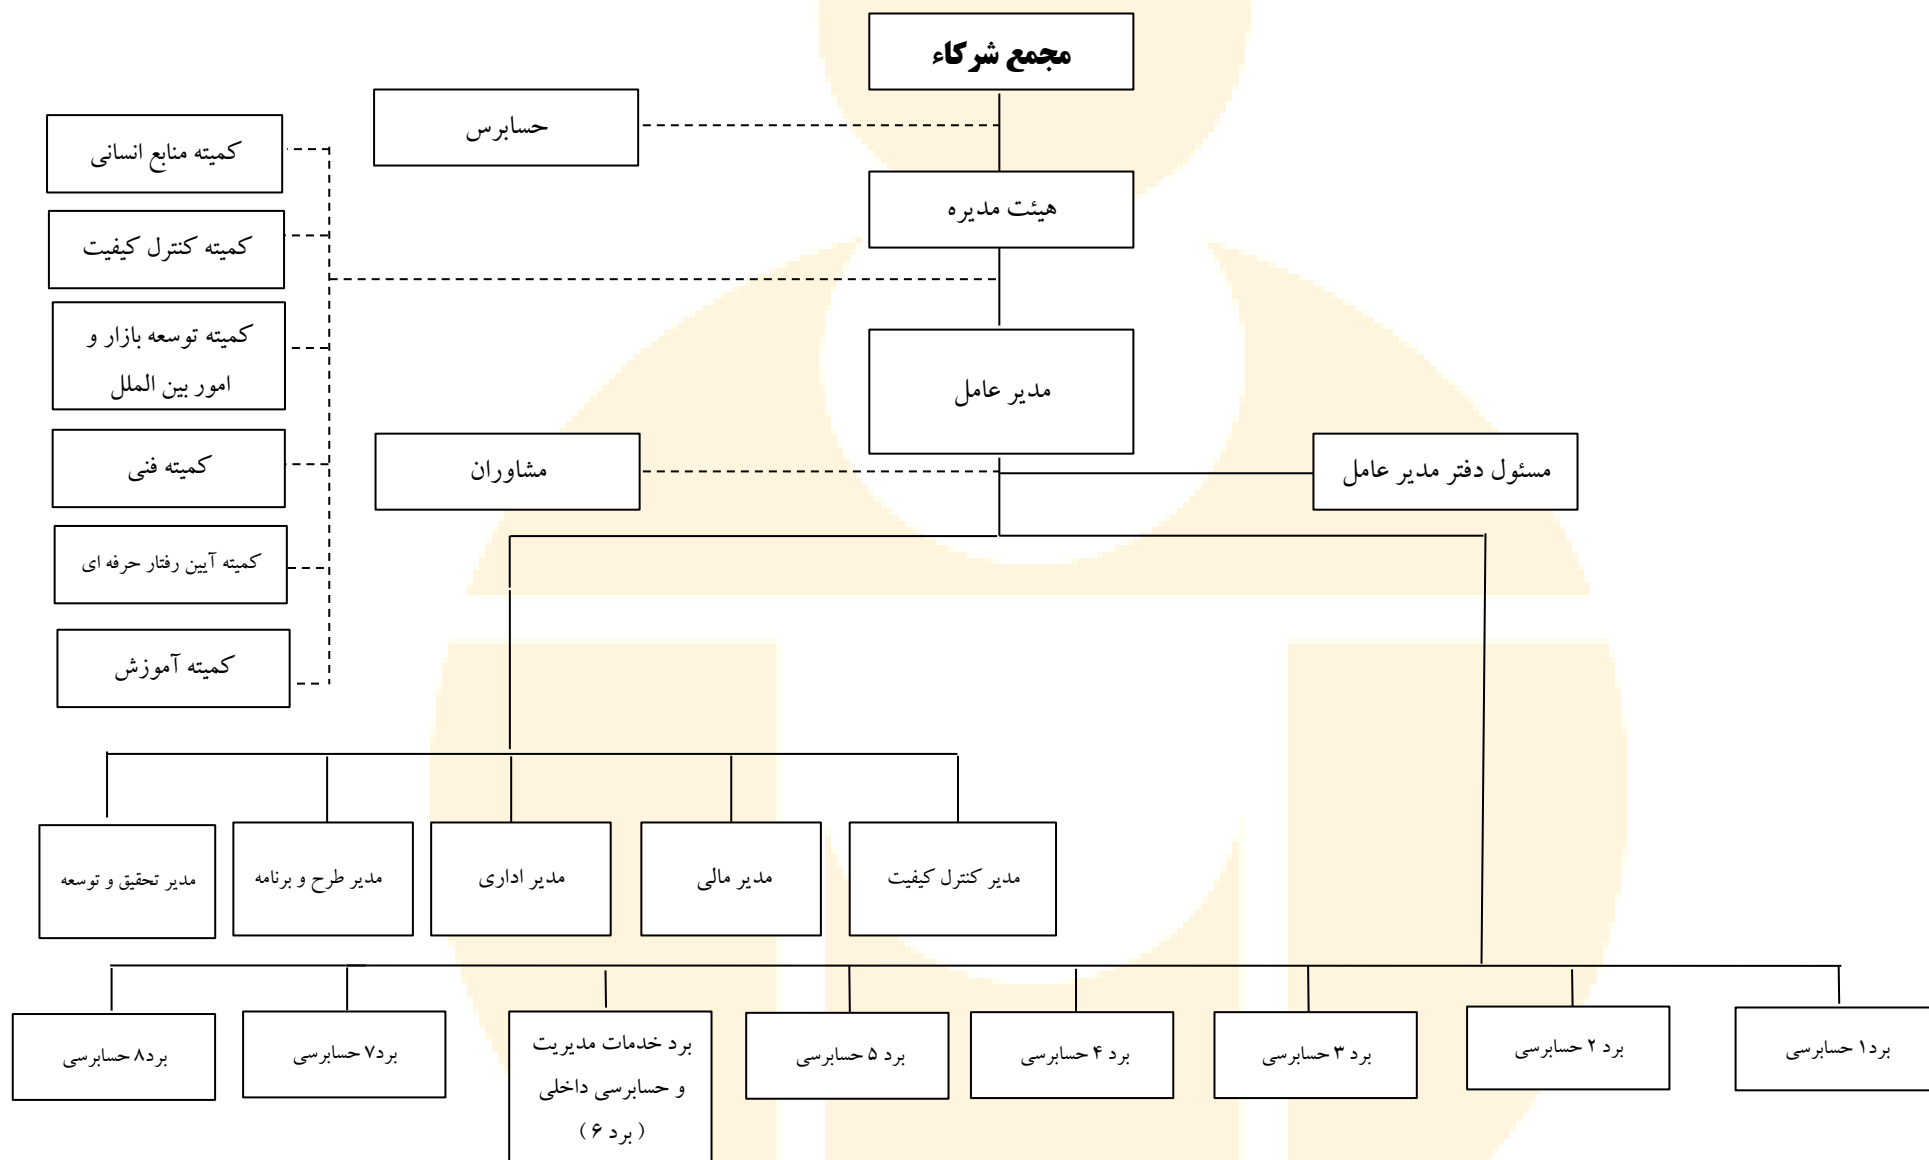 مجمع شرکاء
حسابرس
هیئت مدیره
کمیته منابع انسانی
کمیته کنترل کیفیت
کمیته توسعه بازار و
امور بین الملل
کمیته فنی
کمیته آیین رفتار حرفه ای
کمیته آموزش
مدیر عامل
مسئول دفتر مدیر عامل
مشاوران
مدیر کنترل کیفیت
مدیر مالی
مدیر اداری
مدیر طرح و برنامه
مدیر تحقیق و توسعه
برد۱ حسابرسی
برد ۲ حسابرسی
برد ۳ حسابرسی
برد ۴ حسابرسی
برد ۵ حسابرسی
برد خدمات مدیریت
و حسابرسی داخلی
( برد ۶ )
برد۷ حسابرسی
برد۸ حسابرسی